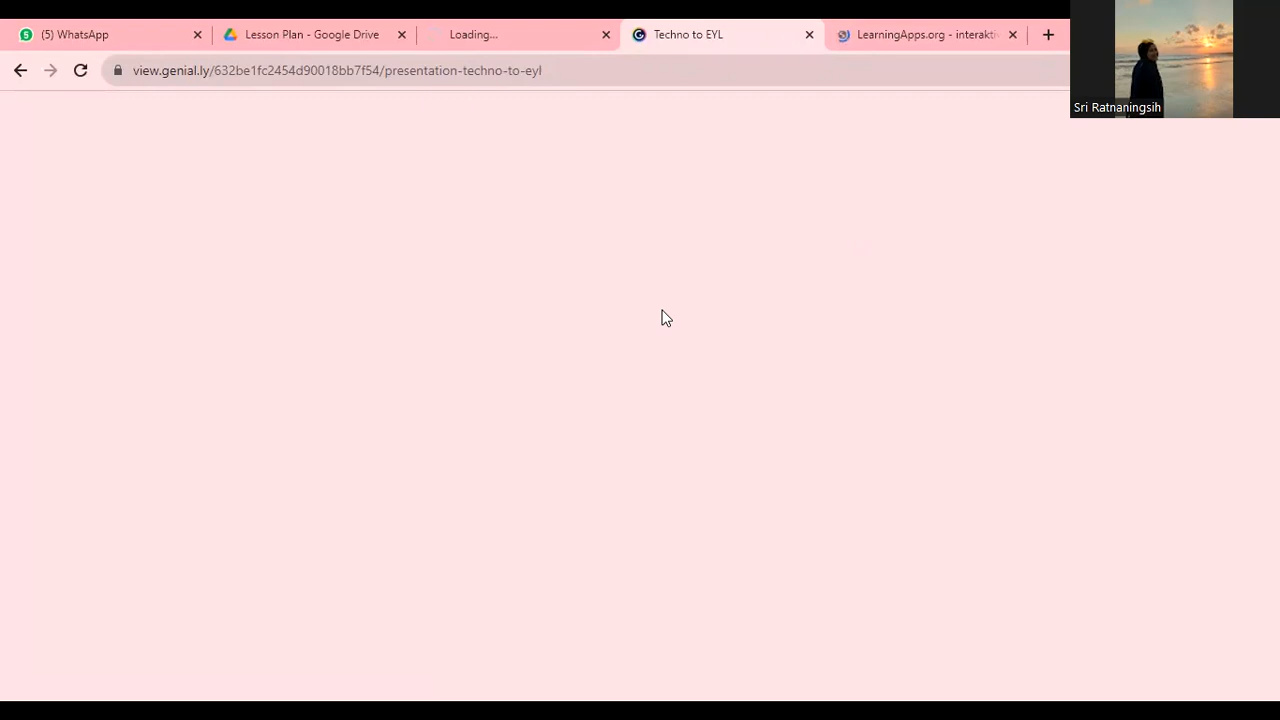 (5) WhatsApp
Lesson Plan - Google Drive
Loading...
Techno to EYL
LearningApps.org - interaktiv
view.genial.ly/632be1fc2454d90018bb7f54/presentation-techno-to-eyl
Sri Ratnaningsih